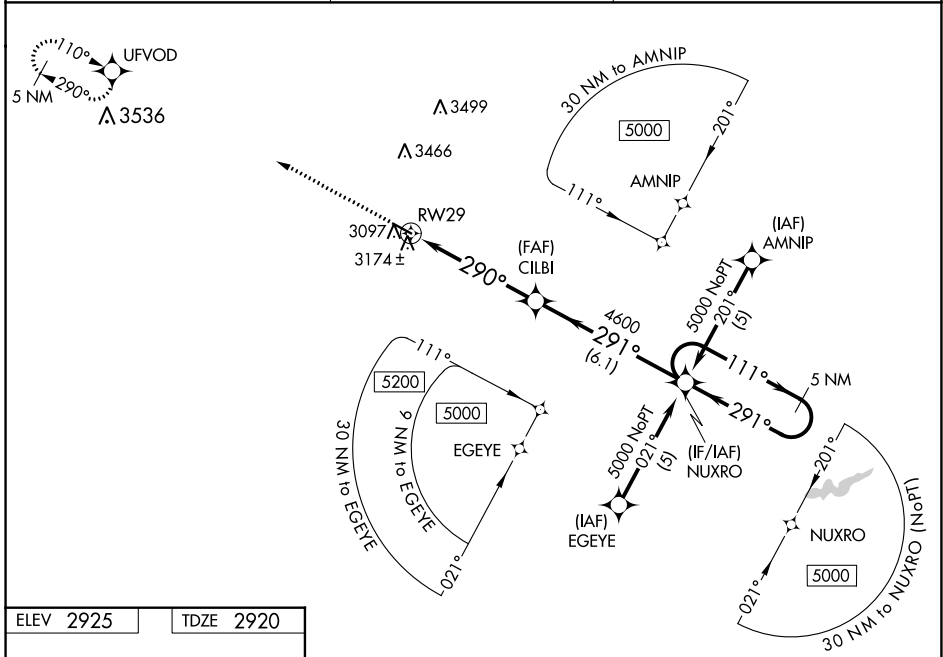 110°
UFVOD
290°
5 NM
3536
3499
3466
30 NM to AMNIP
5000
201°
AMNIP
111°
RW29
3097
3174 ±
290°
(FAF)
CILBI
(IAF)
AMNIP
5000 NoPT
201°
(5)
4600
291°
(6.1)
111°
5 NM
291°
(IF/IAF)
NUXRO
5000 NoPT
021°
(5)
(IAF)
EGEYE
111°
5200
5000
EGEYE
9 NM to EGEYE
30 NM to EGEYE
021°
201°
NUXRO
5000
021°
30 NM to NUXRO (NoPT)
ELEV 2925
TDZE 2920